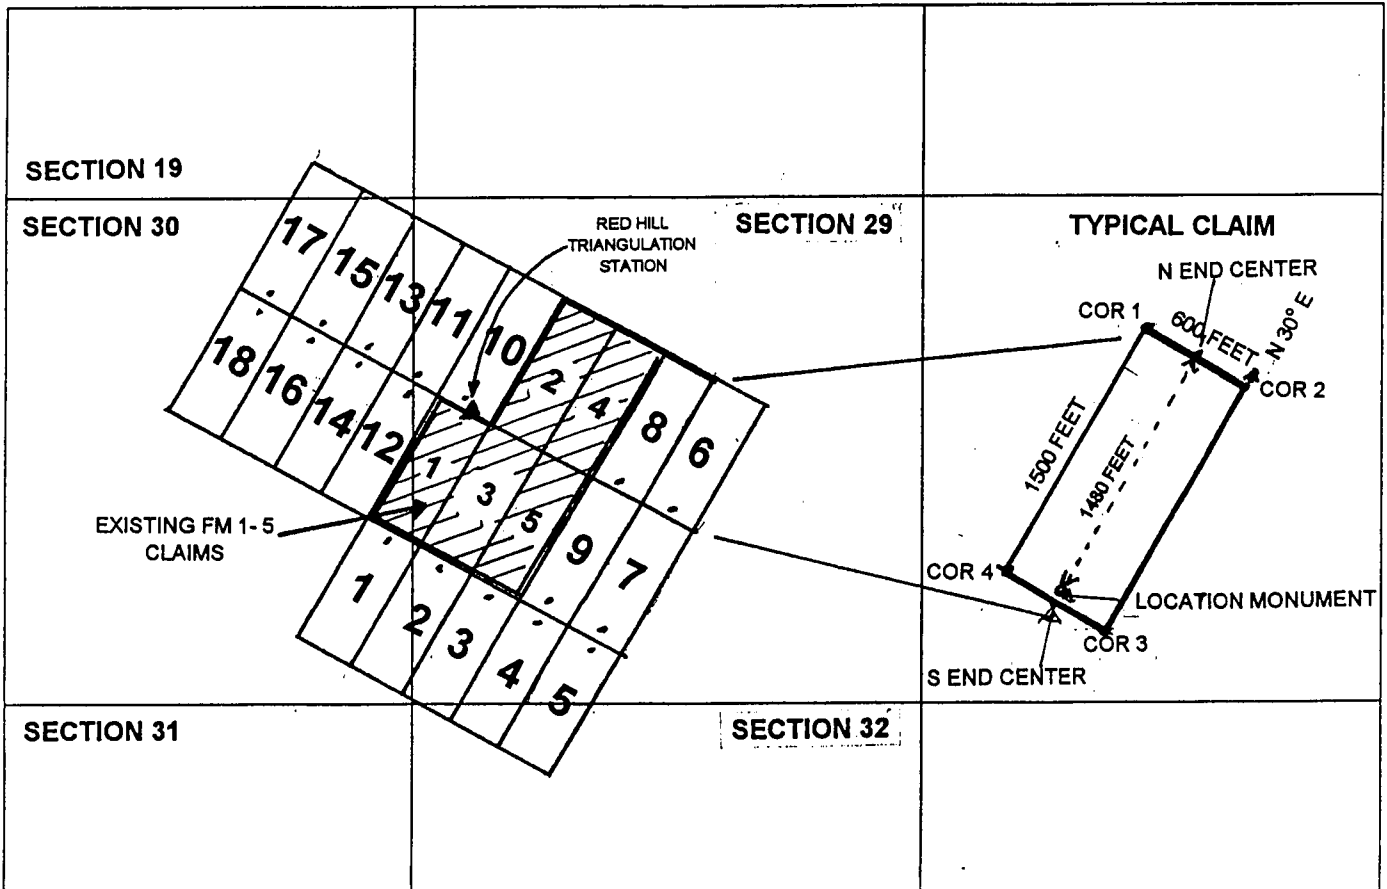 SECTION 19
SECTION 30
RED HILL
TRIANGULATION
STATION
SECTION 29
TYPICAL CLAIM
N END CENTER
COR 1
600 FEET
N 30° E
COR 2
1500 FEET
1480 FEET
COR 4
LOCATION MONUMENT
COR 3
S END CENTER
17
15
13
11
10
2
4
8
6
18
16
14
12
1
3
5
9
7
EXISTING FM 1-5
CLAIMS
1
2
3
4
5
SECTION 31
SECTION 32